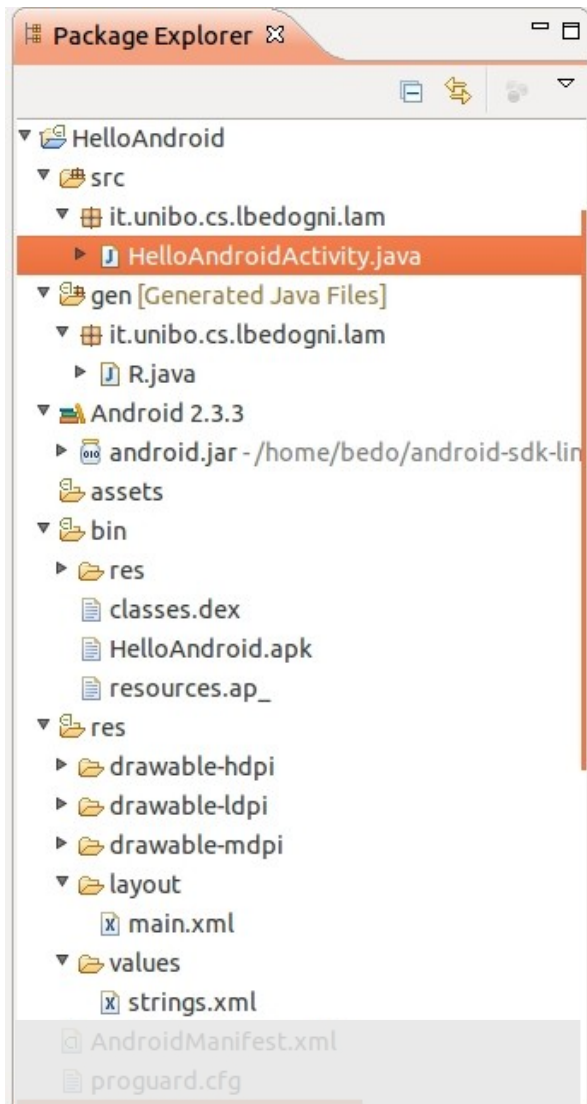 Package Explorer
HelloAndroid
src
it.unibo.cs.lbedogni.lam
HelloAndroidActivity.java
gen [Generated Java Files]
it.unibo.cs.lbedogni.lam
R.java
Android 2.3.3
android.jar - /home/bedo/android-sdk-lin
assets
bin
res
classes.dex
HelloAndroid.apk
resources.ap_
res
drawable-hdpi
drawable-ldpi
drawable-mdpi
layout
main.xml
values
strings.xml
AndroidManifest.xml
proguard.cfg